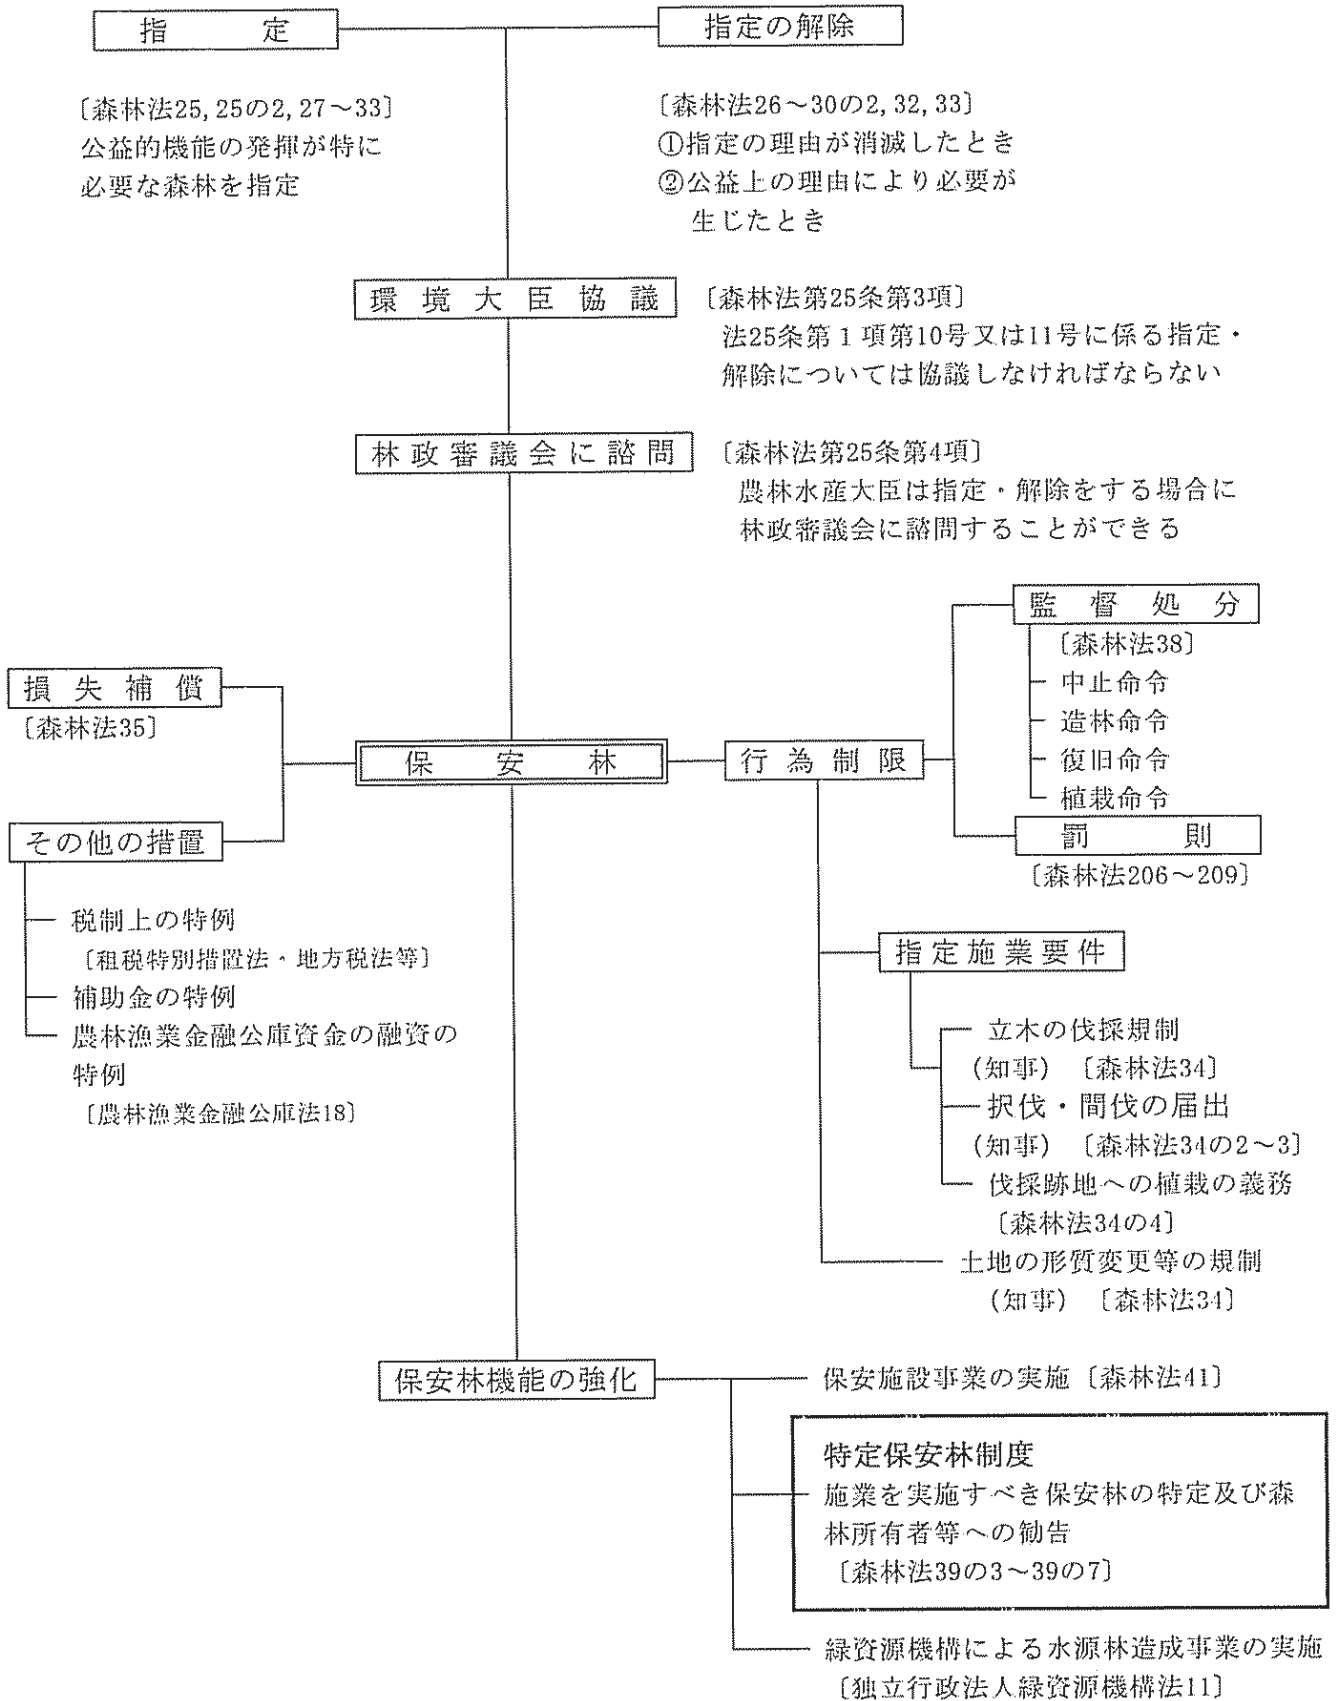 指定
指定の解除
〔森林法25,25の2,27～33〕
公益的機能の発揮が特に
必要な森林を指定
〔森林法26～30の2,32,33〕
①指定の理由が消滅したとき
②公益上の理由により必要が
生じたとき
環境大臣協議
〔森林法第25条第3項〕
法25条第１項第10号又は11号に係る指定・
解除については協議しなければならない
林政審議会に諮問
〔森林法第25条第4項〕
農林水産大臣は指定・解除をする場合に
林政審議会に諮問することができる
損失補償
〔森林法35〕
その他の措置
税制上の特例
〔租税特別措置法・地方税法等〕
補助金の特例
農林漁業金融公庫資金の融資の
特例
〔農林漁業金融公庫法18〕
保安林
行為制限
監督処分
〔森林法38〕
中止命令
造林命令
復旧命令
植栽命令
罰則
〔森林法206～209〕
指定施業要件
立木の伐採規制
(知事) 〔森林法34〕
択伐・間伐の届出
(知事) 〔森林法34の2～3〕
伐採跡地への植栽の義務
〔森林法34の4〕
土地の形質変更等の規制
(知事) 〔森林法34〕
保安林機能の強化
保安施設事業の実施〔森林法41〕
特定保安林制度
施業を実施すべき保安林の特定及び森
林所有者等への勧告
〔森林法39の3～39の7〕
緑資源機構による水源林造成事業の実施
〔独立行政法人緑資源機構法11〕